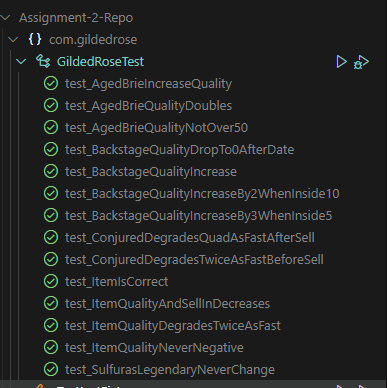 Assignment-2-Repo
{} com.gildedrose
GildedRoseTest
test_AgedBrieIncreaseQuality
test_AgedBrieQualityDoubles
test_AgedBrieQualityNotOver50
test_BackstageQualityDropTo0AfterDate
test_BackstageQualityIncrease
test_BackstageQualityIncreaseBy2WhenInside10
test_BackstageQualityIncreaseBy3WhenInside5
test_ConjuredDegradesQuadAsFastAfterSell
test_ConjuredDegradesTwiceAsFastBeforeSell
test_ItemIsCorrect
test_ItemQualityAndSellInDecreases
test_ItemQualityDegradesTwiceAsFast
test_ItemQualityNeverNegative
test_SulfurasLegendaryNeverChange